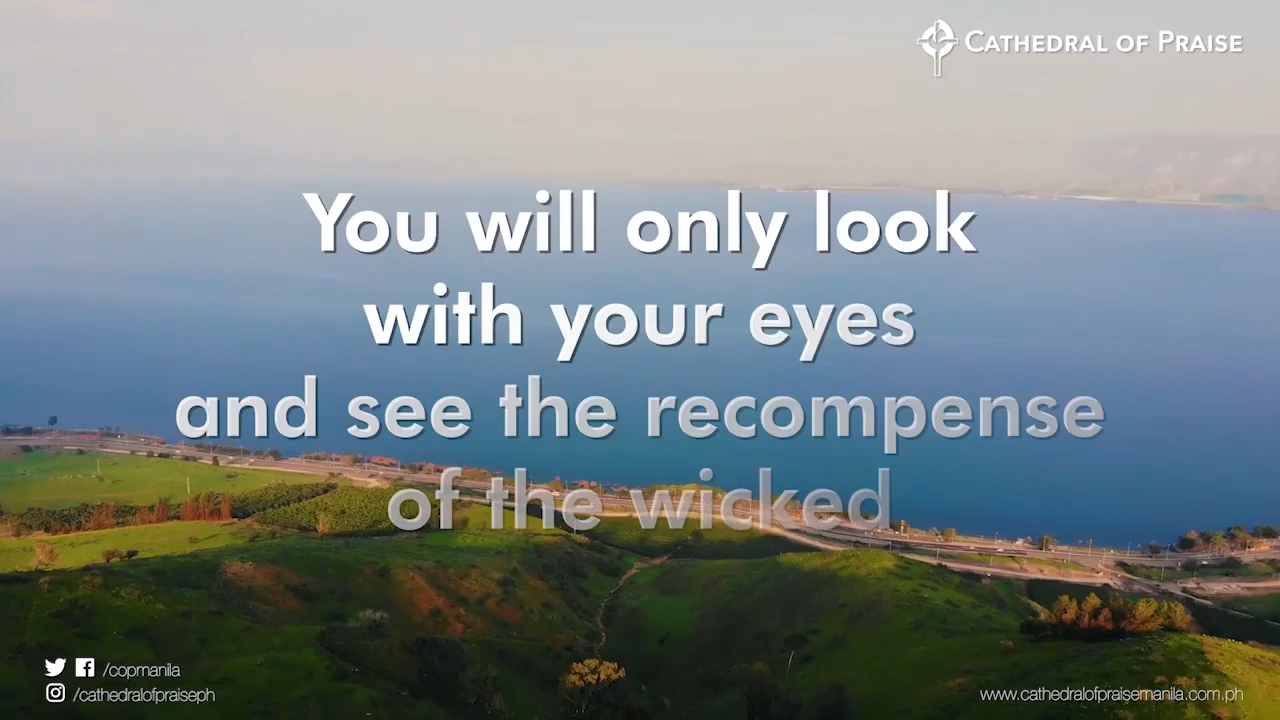 CATHEDRAL OF PRAISE
You will only look
with your eyes
and see the recompense
of the wicked
/copmanila
/cathedralofpraiseph
www.cathedralofpraisemanila.com.ph